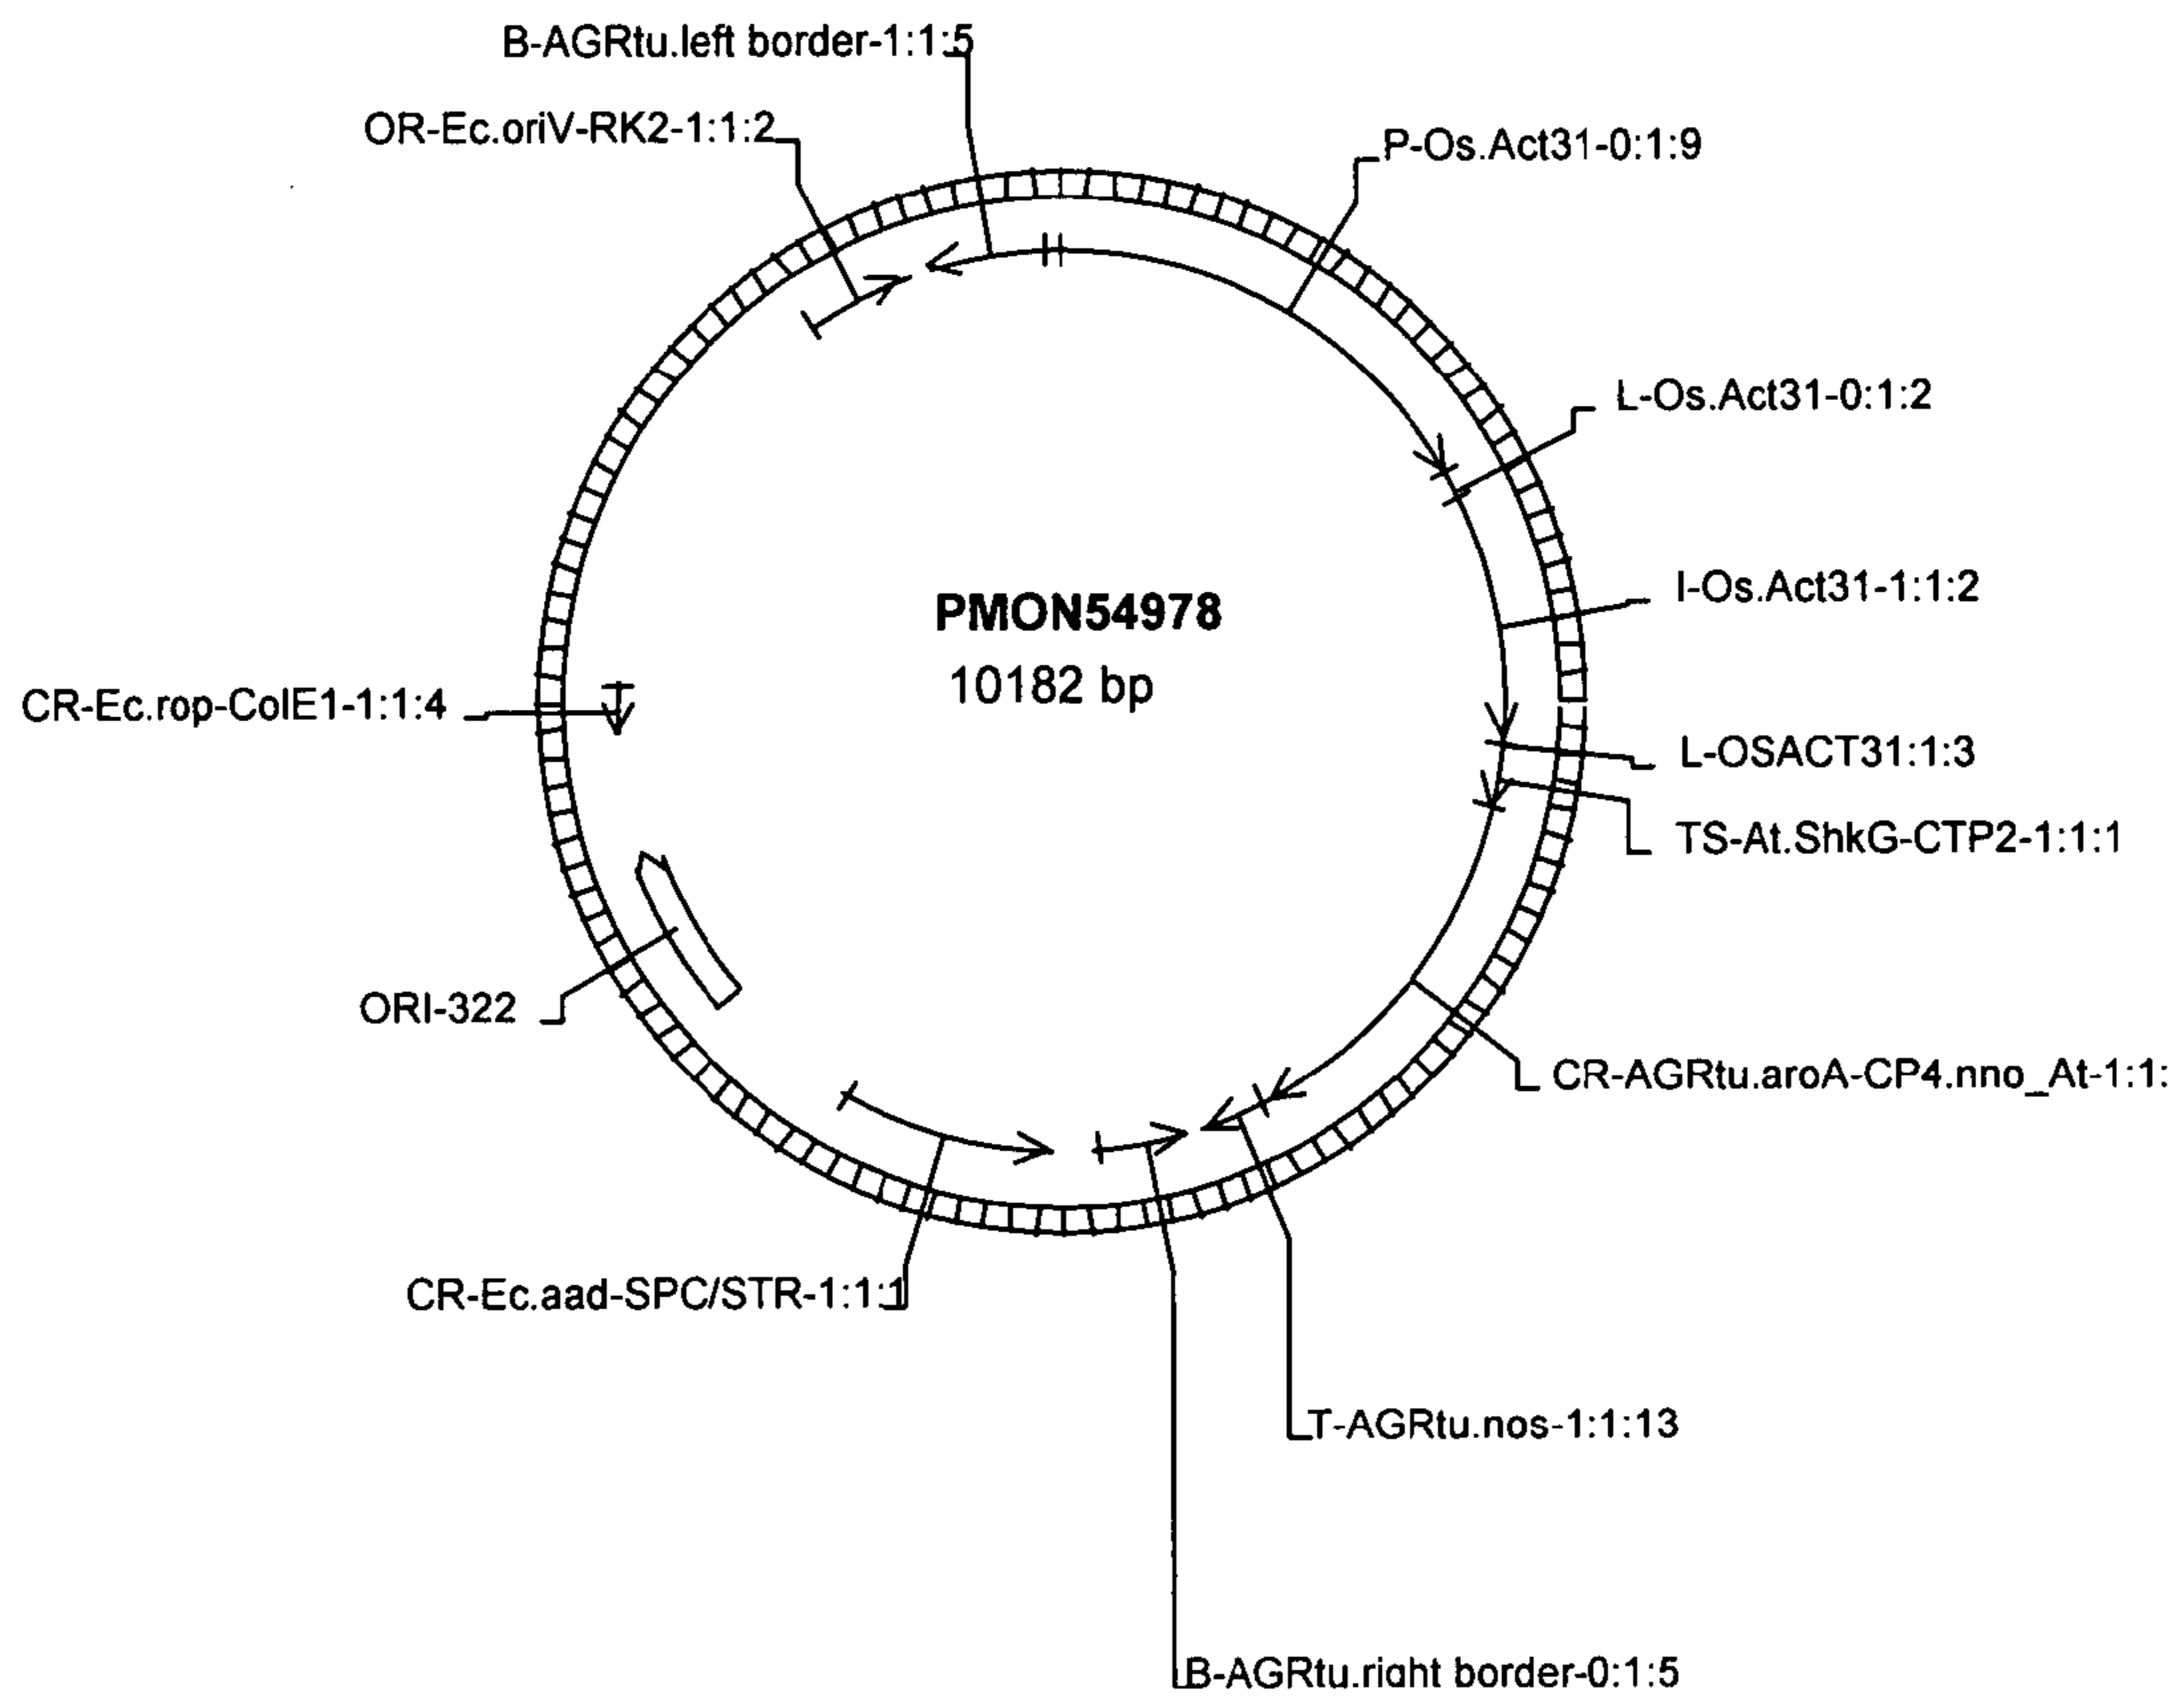 B-AGRtu.left border-1:1:5
OR-Ec.oriV-RK2-1:1:2
P-Os.Act31-0:1:9
L-Os.Act31-0:1:2
I-Os.Act31-1:1:2
PMON54978
10182 bp
CR-Ec.rop-ColE1-1:1:4
L-OSACT31:1:3
TS-At.ShkG-CTP2-1:1:1
ORI-322
CR-AGRtu.aroA-CP4.nno_At-1:1:
CR-Ec.aad-SPC/STR-1:1:1
T-AGRtu.nos-1:1:13
B-AGRtu.right border-0:1:5